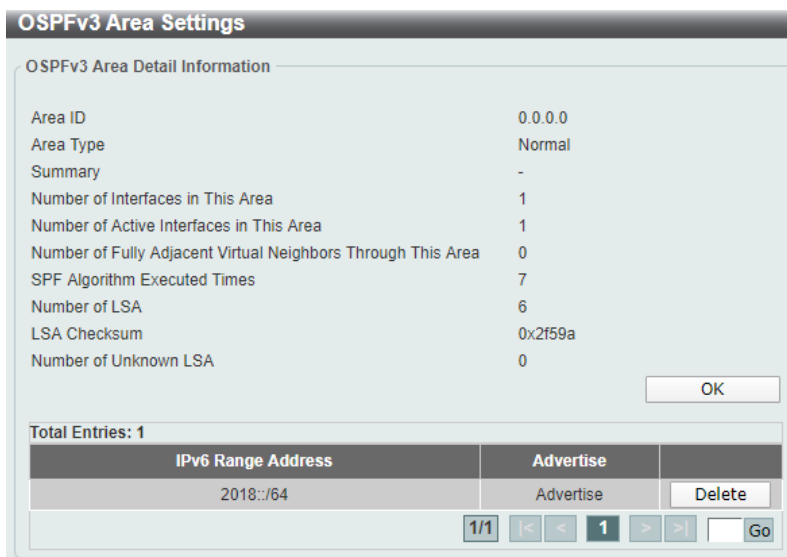 OSPFv3 Area Settings
OSPFv3 Area Detail Information
Area ID 0.0.0.0
Area Type Normal
Summary -
Number of Interfaces in This Area 1
Number of Active Interfaces in This Area 1
Number of Fully Adjacent Virtual Neighbors Through This Area 0
SPF Algorithm Executed Times 7
Number of LSA 6
LSA Checksum 0x2f59a
Number of Unknown LSA 0
OK
Total Entries: 1
IPv6 Range Address Advertise
2018::/64 Advertise Delete
1/1 |< < 1 > >| Go